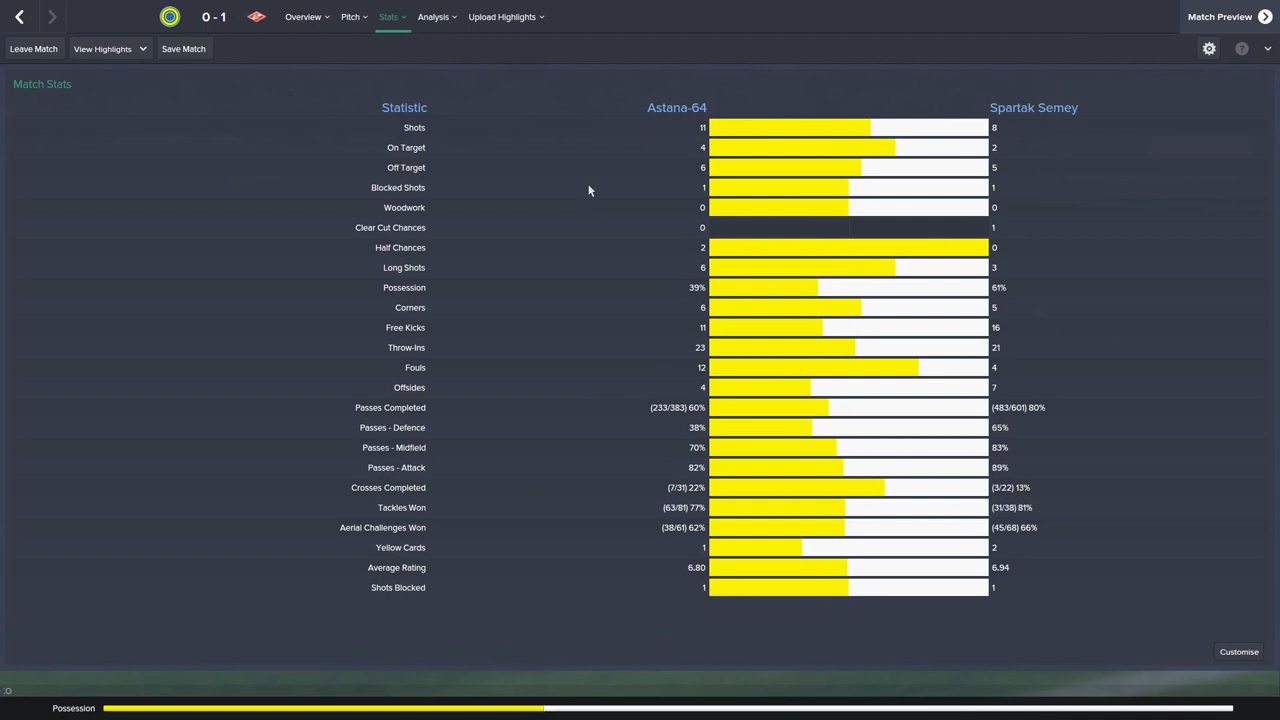 0 - 1 Overview Pitch Stats Analysis Upload Highlights Match Preview
Leave Match View Highlights Save Match ?
Match Stats
Statistic Astana-64 Spartak Semey
Shots 11 8
On Target 4 2
Off Target 6 5
Blocked Shots 1 1
Woodwork 0 0
Clear Cut Chances 0 1
Half Chances 2 0
Long Shots 6 3
Possession 39% 61%
Corners 6 5
Free Kicks 11 16
Throw-Ins 23 21
Fouls 12 4
Offsides 4 7
Passes Completed (233/383) 60% (483/601) 80%
Passes - Defence 38% 65%
Passes - Midfield 70% 83%
Passes - Attack 82% 89%
Crosses Completed (7/31) 22% (3/22) 13%
Tackles Won (63/81) 77% (31/38) 81%
Aerial Challenges Won (38/61) 62% (45/68) 66%
Yellow Cards 1 2
Average Rating 6.80 6.94
Shots Blocked 1 1
Customise
Possession